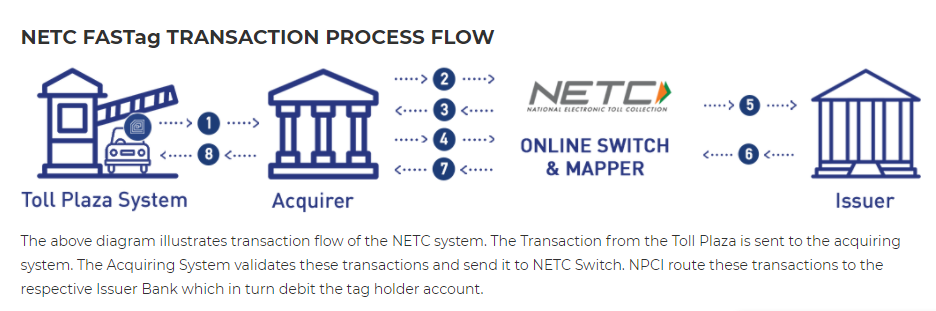 NETC FASTag TRANSACTION PROCESS FLOW
1
8
2
3
4
7
NETC
NATIONAL ELECTRONIC TOLL COLLECTION
ONLINE SWITCH
& MAPPER
5
6
Toll Plaza System
Acquirer
Issuer
The above diagram illustrates transaction flow of the NETC system. The Transaction from the Toll Plaza is sent to the acquiring
system. The Acquiring System validates these transactions and send it to NETC Switch. NPCI route these transactions to the
respective Issuer Bank which in turn debit the tag holder account.